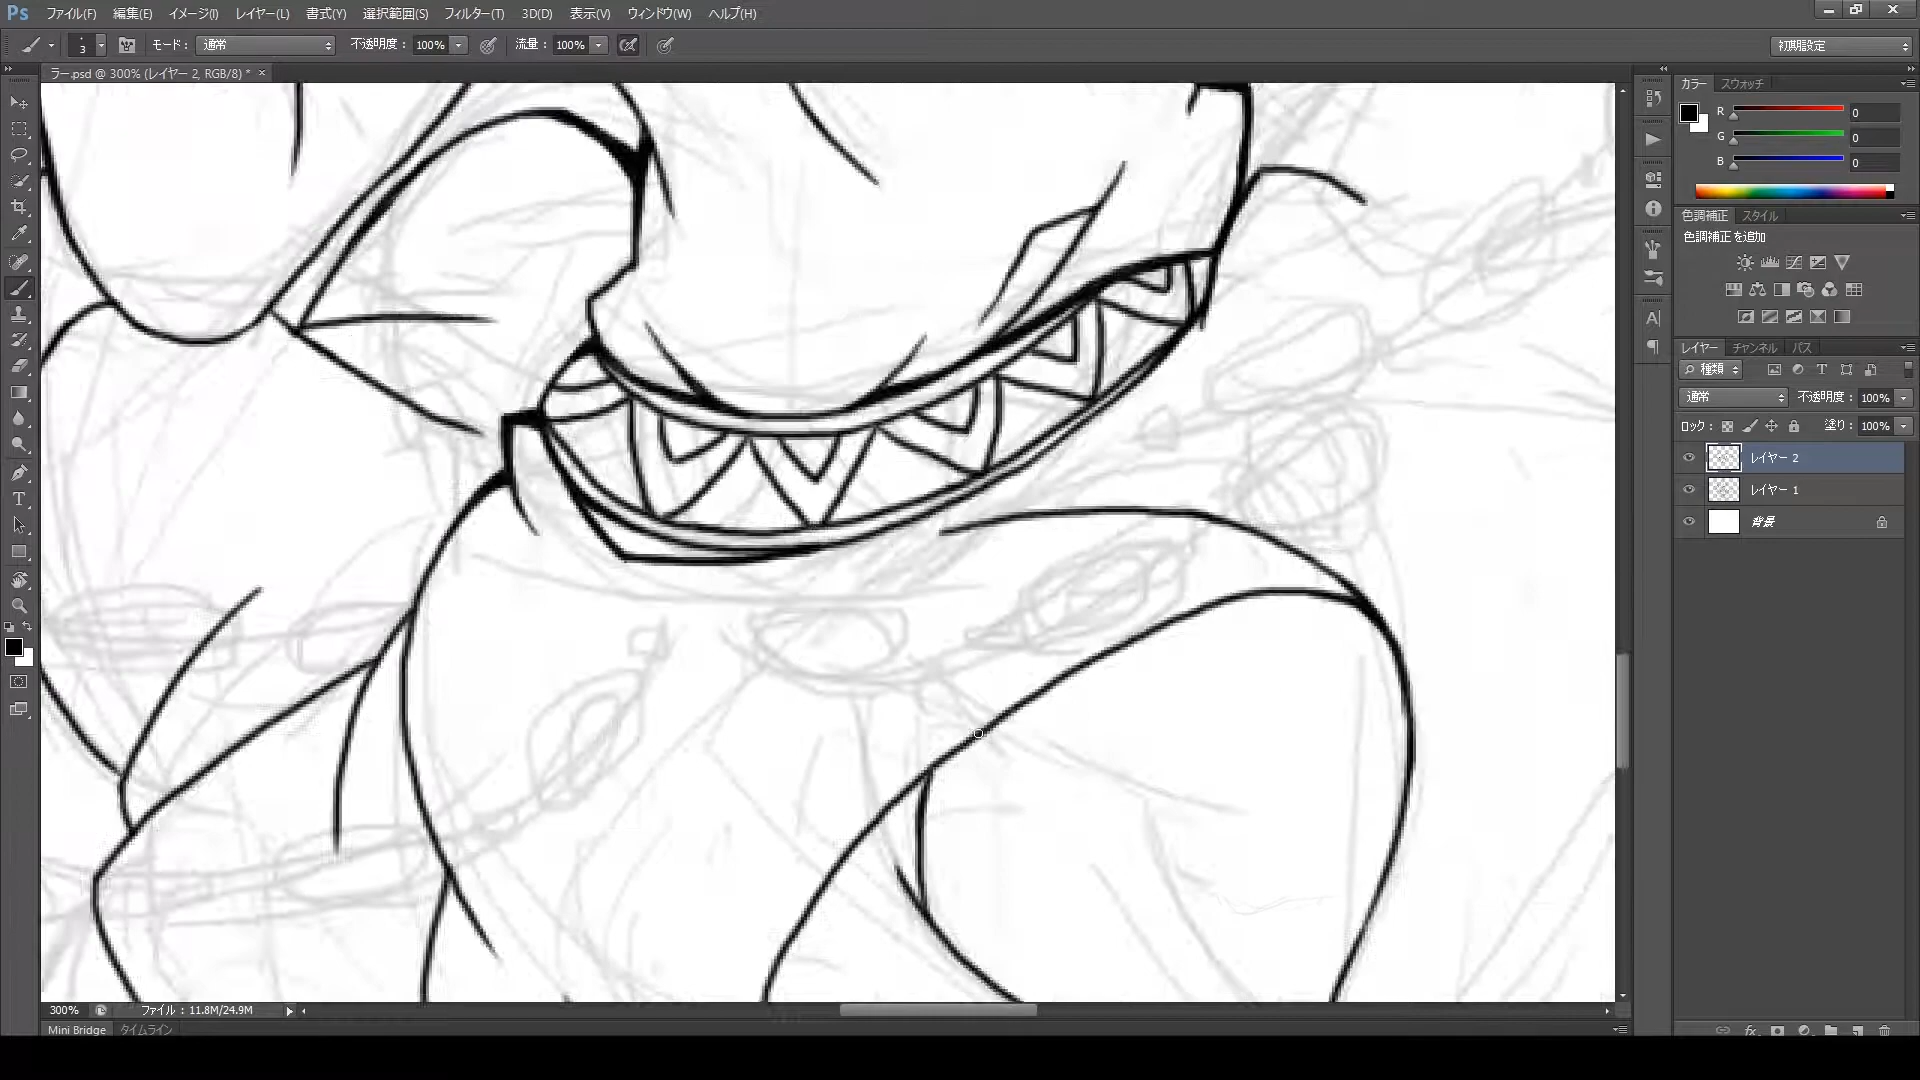 Ps ファイル(F) 編集(E) イメージ(I) レイヤー(L) 書式(Y) 選択範囲(S) フィルター(T) 3D(D) 表示(V) ウィンドウ(W) ヘルプ(H)
3 モード: 通常 不透明度: 100% 流量: 100% 初期設定
ラー.psd @ 300% (レイヤー 2, RGB/8) * ×
カラー スウォッチ
R 0
G 0
B 0
色調補正 スタイル
色調補正を追加
レイヤー チャンネル パス
種類
通常 不透明度: 100%
ロック: 塗り: 100%
レイヤー 2
レイヤー 1
背景
300% ファイル: 11.8M/24.9M
Mini Bridge タイムライン